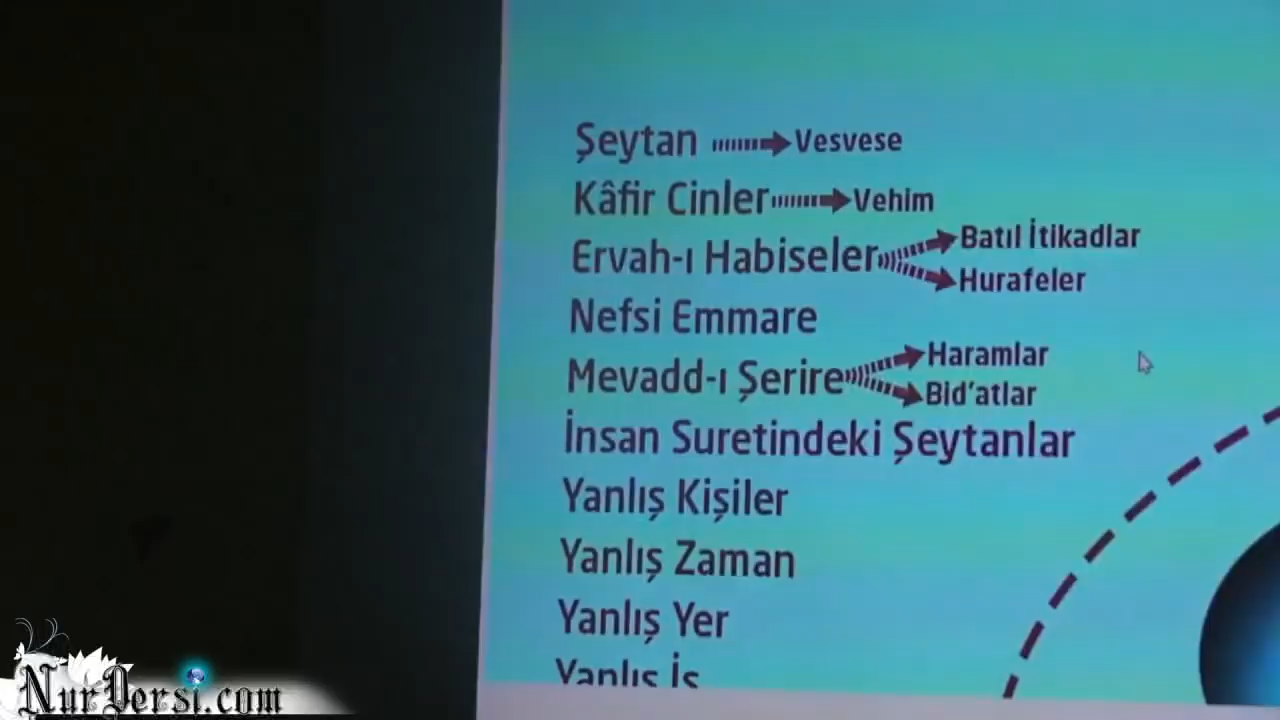 Şeytan Vesvese
Kâfir Cinler Vehim
Ervah-ı Habiseler Batıl İtikadlar
Hurafeler
Nefsi Emmare
Mevadd-ı Şerire Haramlar
Bid'atlar
İnsan Suretindeki Şeytanlar
Yanlış Kişiler
Yanlış Zaman
Yanlış Yer
Yanlış İş
NurDersi.com